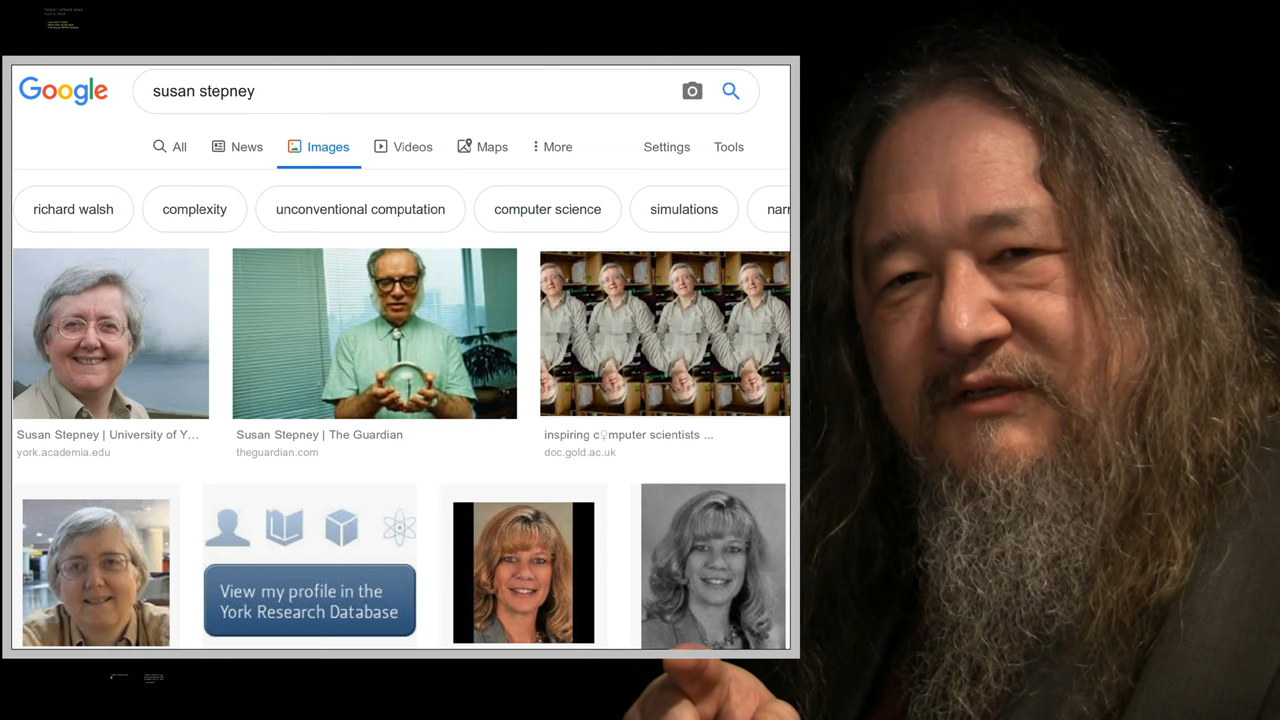 Google
susan stepney
All News Images Videos Maps More Settings Tools
richard walsh complexity unconventional computation computer science simulations narr
Susan Stepney | University of Y... Susan Stepney | The Guardian inspiring c♀mputer scientists ...
york.academia.edu theguardian.com doc.gold.ac.uk
View my profile in the
York Research Database